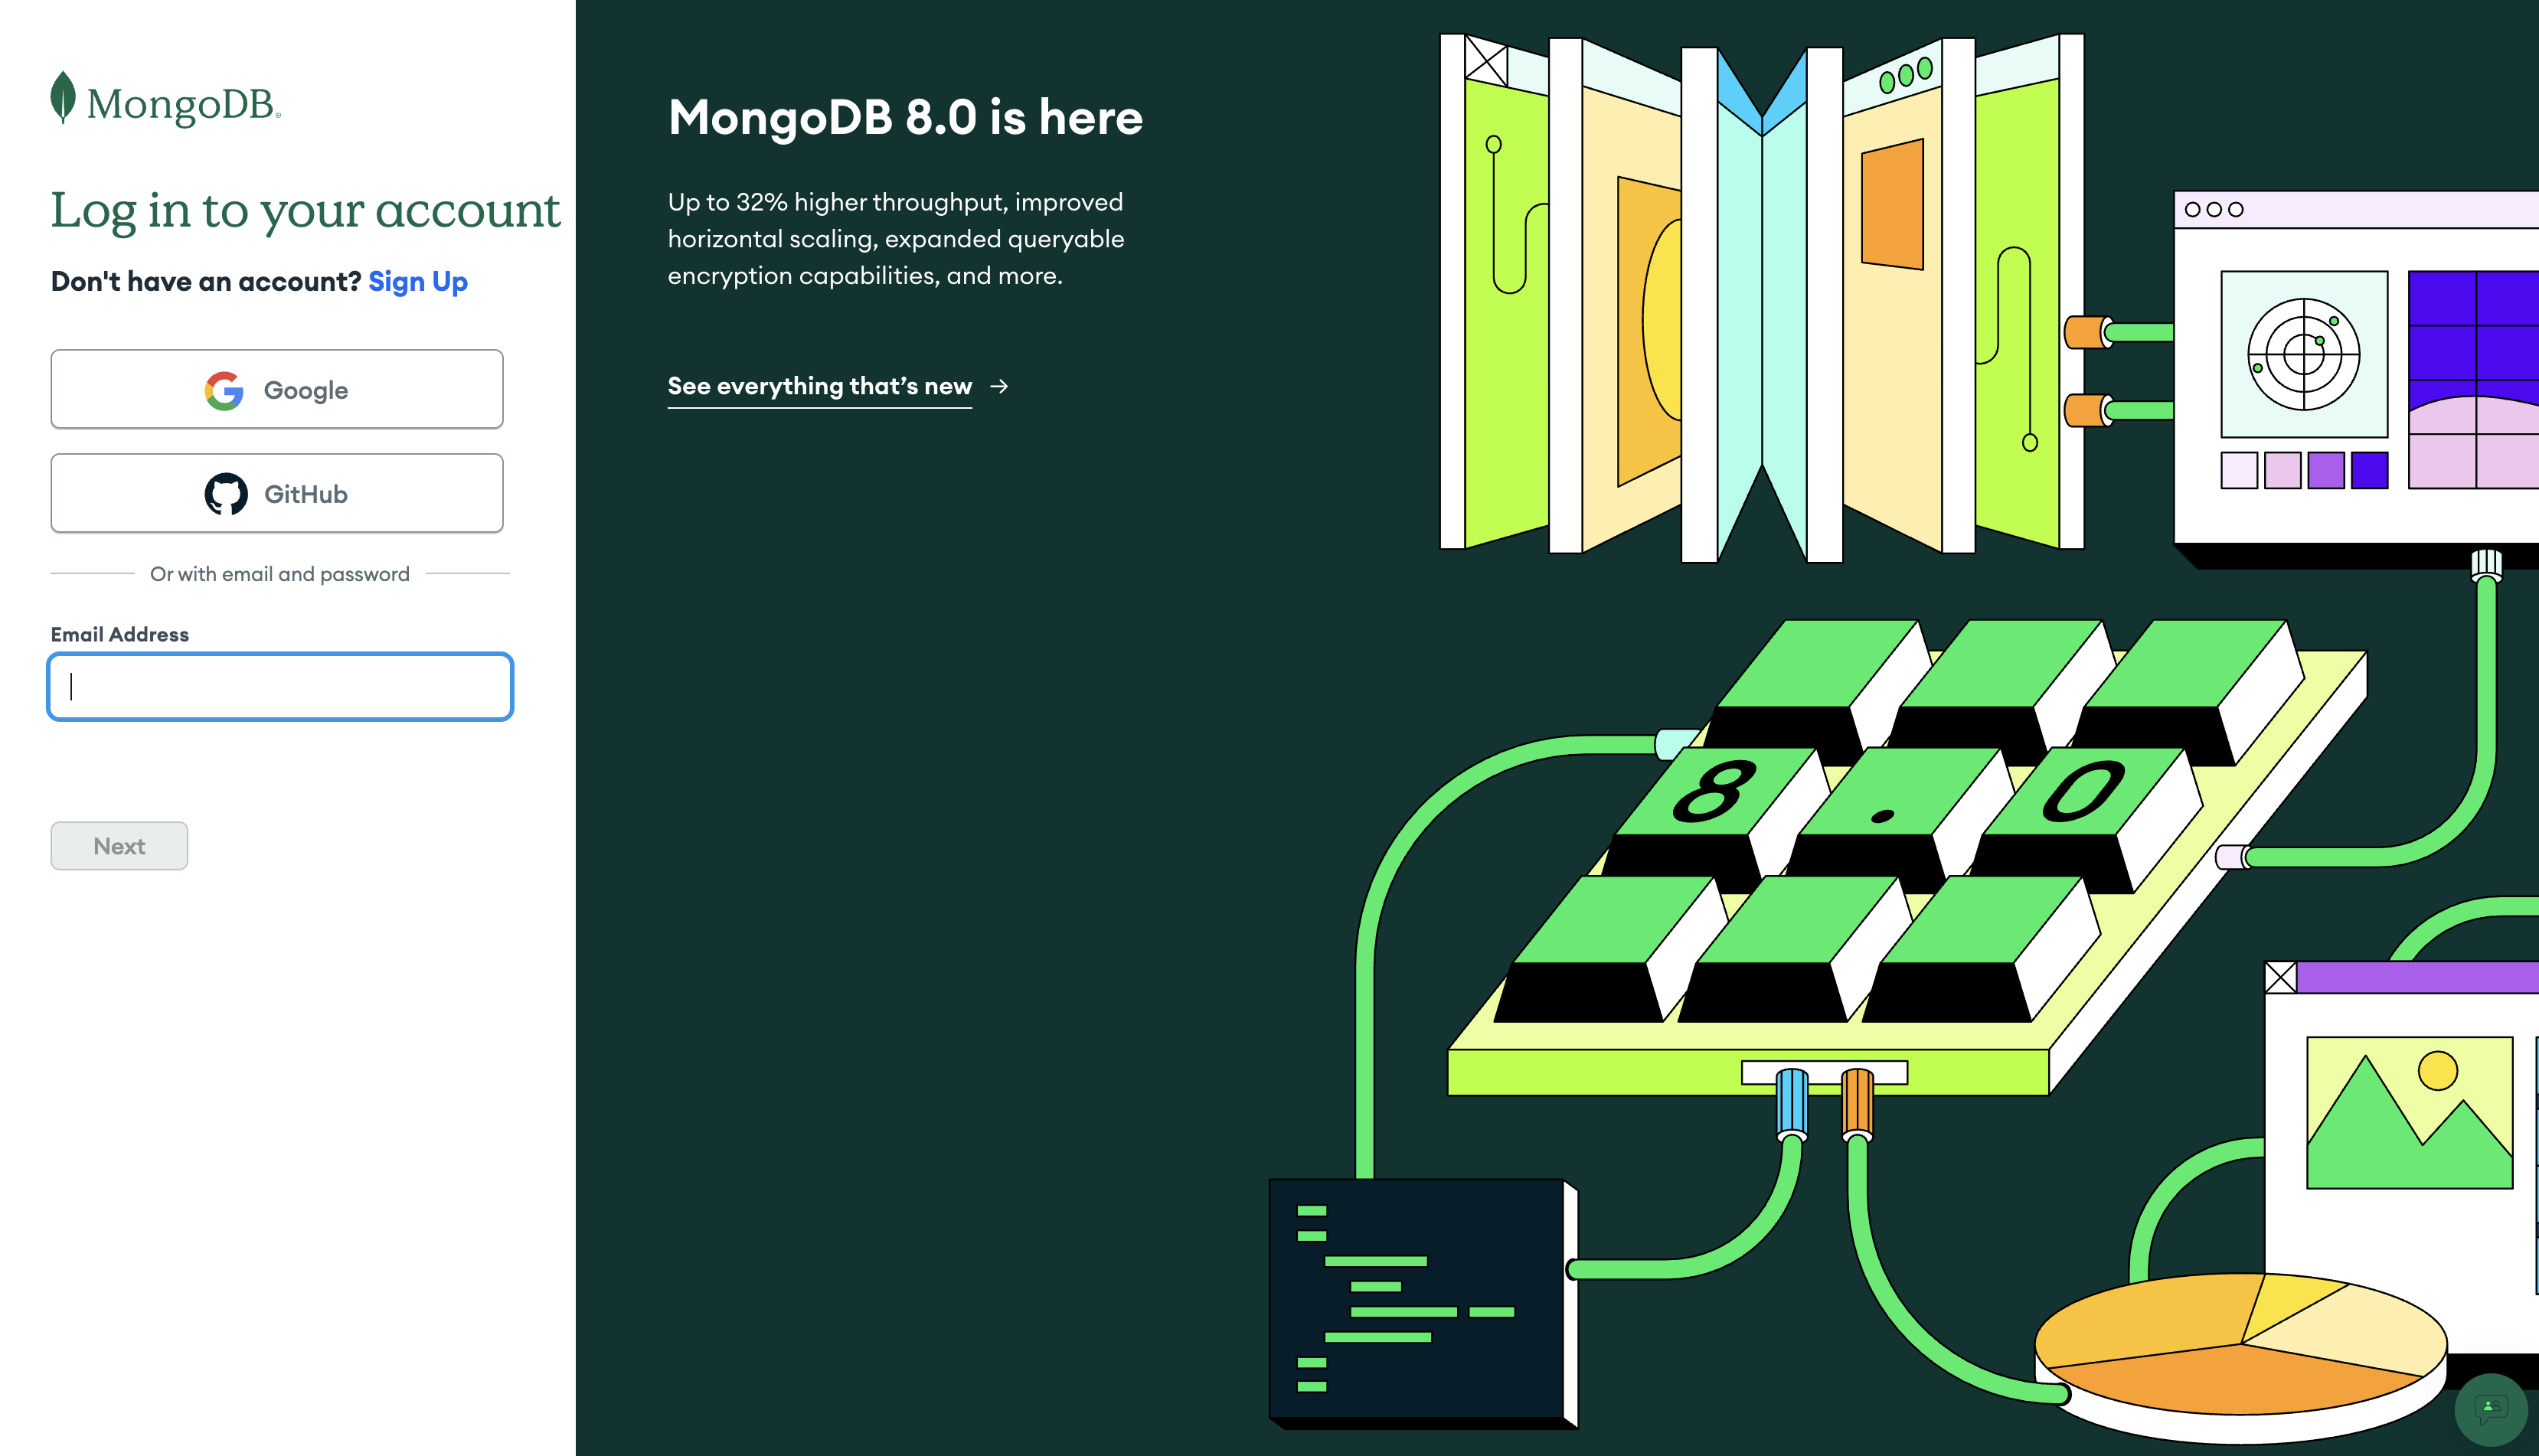 MongoDB®
Log in to your account
Don't have an account? Sign Up
Google
GitHub
Or with email and password
Email Address
Next
MongoDB 8.0 is here
Up to 32% higher throughput, improved
horizontal scaling, expanded queryable
encryption capabilities, and more.
See everything that’s new →
8.0